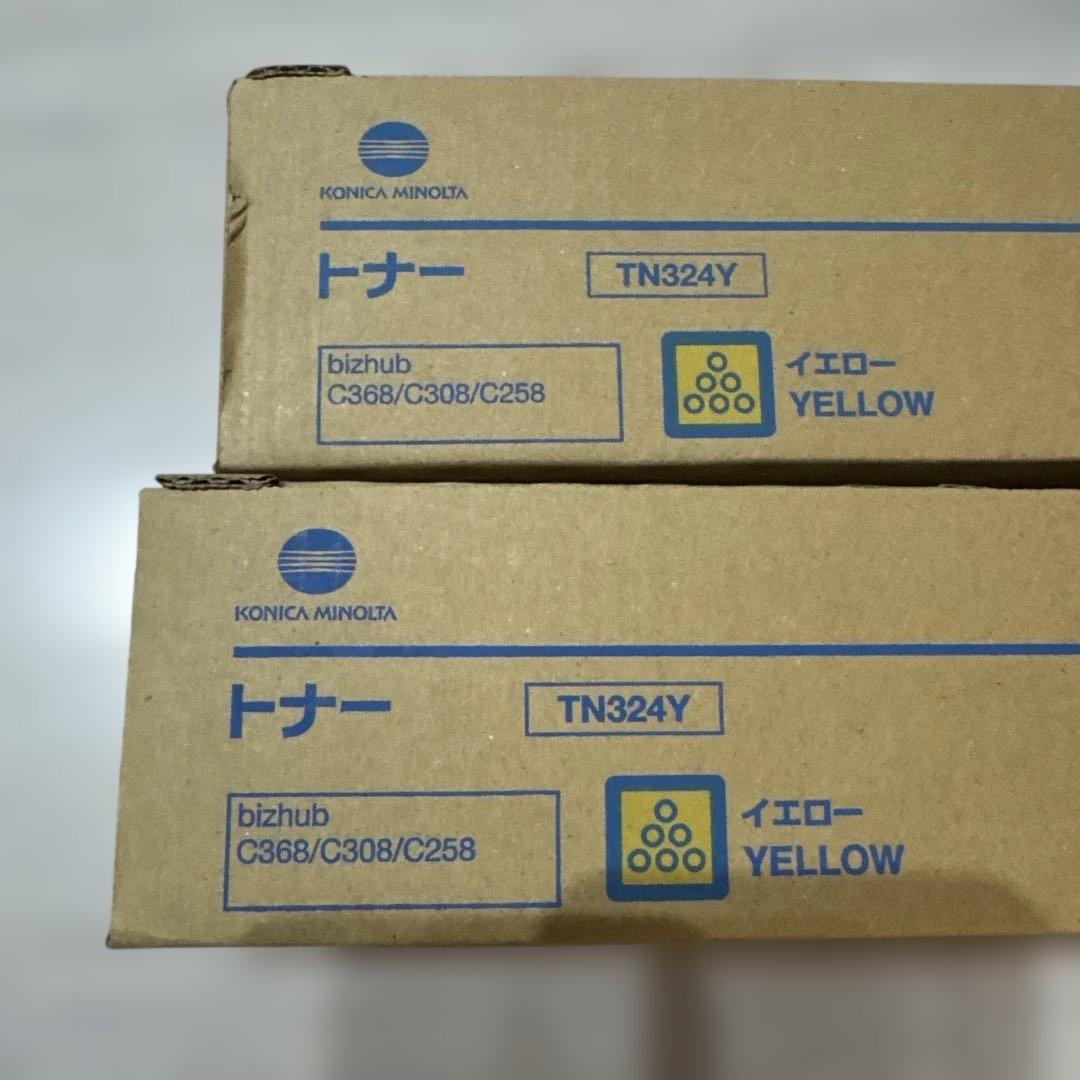 KONICA MINOLTA
トナー
TN324Y
bizhub
C368/C308/C258
イエロー
YELLOW
KONICA MINOLTA
トナー
TN324Y
bizhub
C368/C308/C258
イエロー
YELLOW